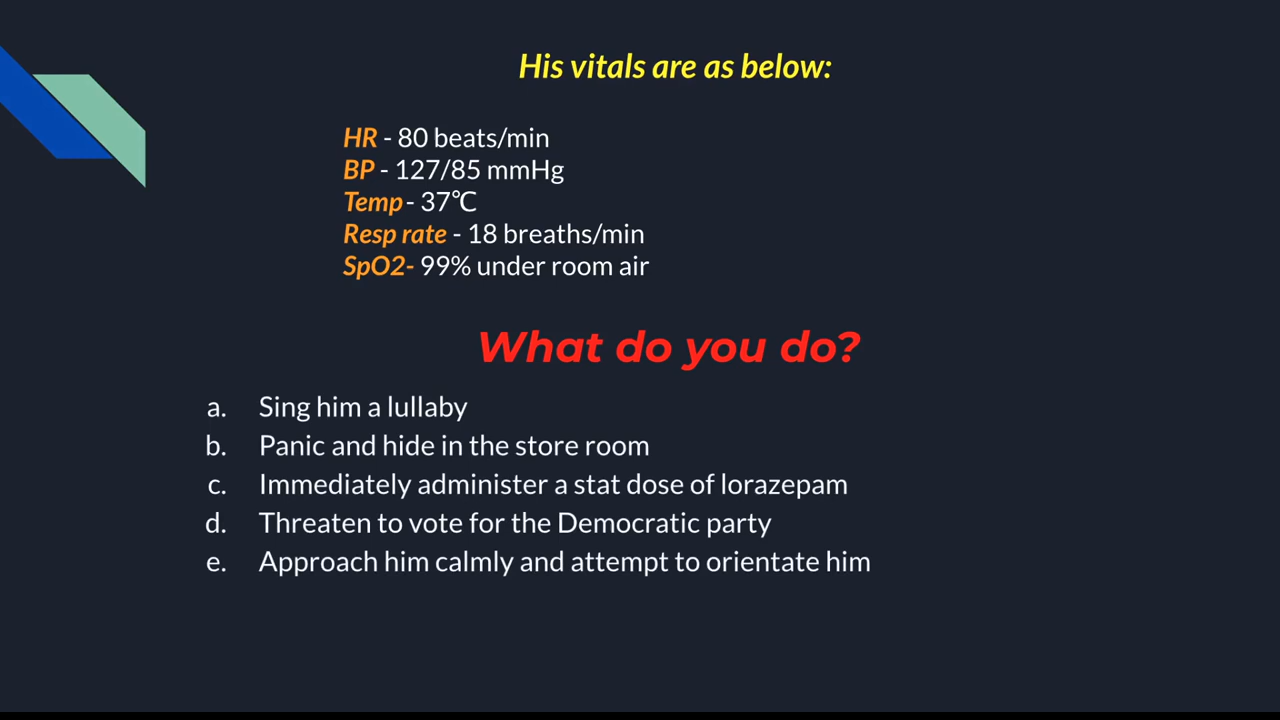 His vitals are as below:
HR - 80 beats/min
BP - 127/85 mmHg
Temp - 37℃
Resp rate - 18 breaths/min
SpO2- 99% under room air
What do you do?
a. Sing him a lullaby
b. Panic and hide in the store room
c. Immediately administer a stat dose of lorazepam
d. Threaten to vote for the Democratic party
e. Approach him calmly and attempt to orientate him